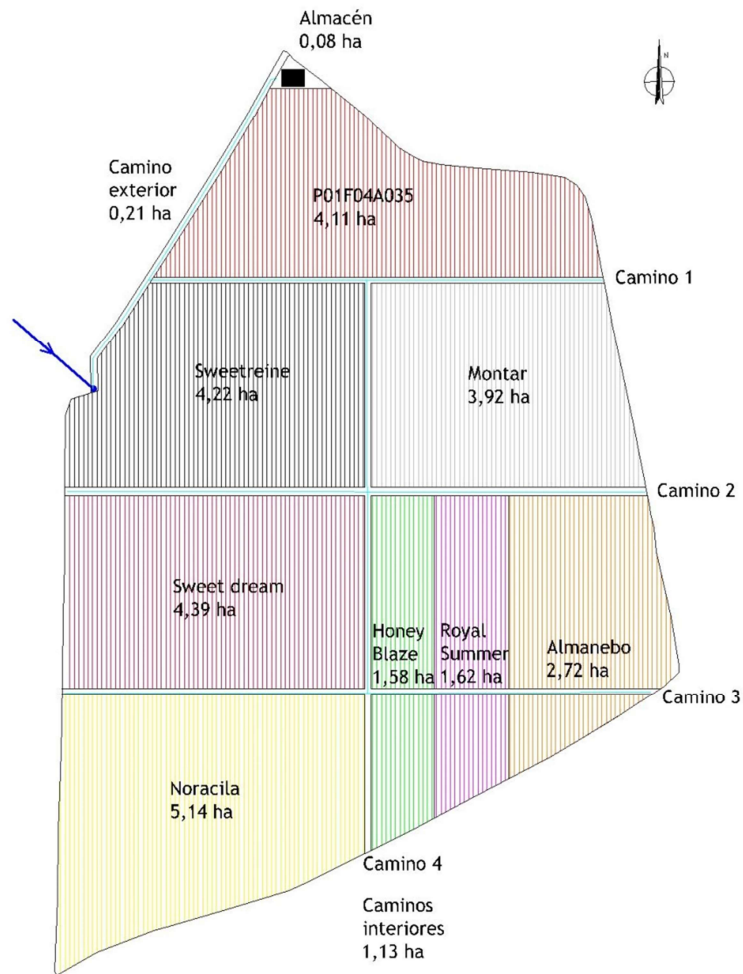 Almacén
0,08 ha
N
Camino
exterior
0,21 ha
P01F04A035
4,11 ha
Camino 1
Sweetreine
4,22 ha
Montar
3,92 ha
Camino 2
Sweet dream
4,39 ha
Honey
Blaze
1,58 ha
Royal
Summer
1,62 ha
Almanebo
2,72 ha
Camino 3
Noracila
5,14 ha
Camino 4
Caminos
interiores
1,13 ha